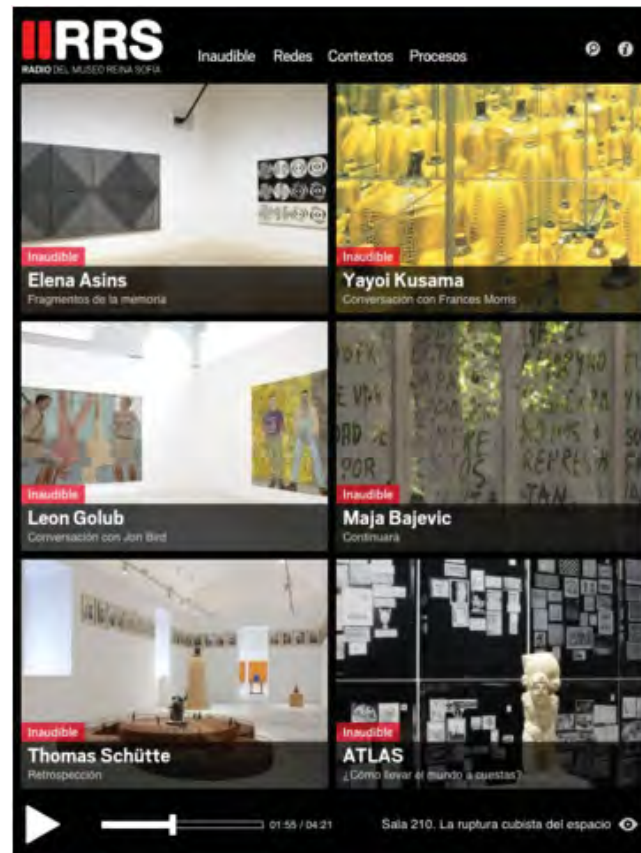 RRS
RADIO DEL MUSEO REINA SOFÍA
Inaudible Redes Contextos Procesos
Inaudible
Elena Asins
Fragmentos de la memoria
Inaudible
Yayoi Kusama
Conversación con Frances Morris
Inaudible
Leon Golub
Conversación con Jon Bird
Inaudible
Maja Bajevic
Continuará
Inaudible
Thomas Schütte
Retrospección
Inaudible
ATLAS
¿Cómo llevar el mundo a cuestas?
01:55 / 04:21
Sala 210. La ruptura cubista del espacio